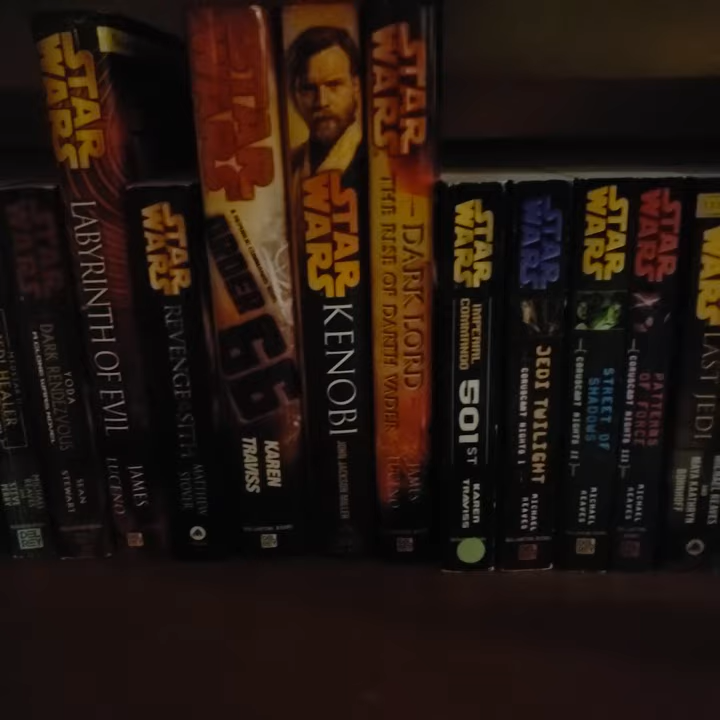 JEDI HEALER
DEL REY
STAR WARS
YODA
DARK RENDEZVOUS
SEAN STEWART
STAR WARS
LABYRINTH OF EVIL
JAMES LUCENO
STAR WARS
REVENGE OF THE SITH
MATTHEW STOVER
STAR WARS
ORDER 66
KAREN TRAVISS
STAR WARS
KENOBI
JOHN JACKSON MILLER
STAR WARS
DARK LORD
THE RISE OF DARTH VADER
JAMES LUCENO
STAR WARS
IMPERIAL COMMANDO
501ST
KAREN TRAVISS
STAR WARS
JEDI TWILIGHT
CORUSCANT NIGHTS I
MICHAEL REAVES
STAR WARS
STREET OF SHADOWS
CORUSCANT NIGHTS II
MICHAEL REAVES
STAR WARS
PATTERNS OF FORCE
CORUSCANT NIGHTS III
MICHAEL REAVES
STAR WARS
LAST JEDI